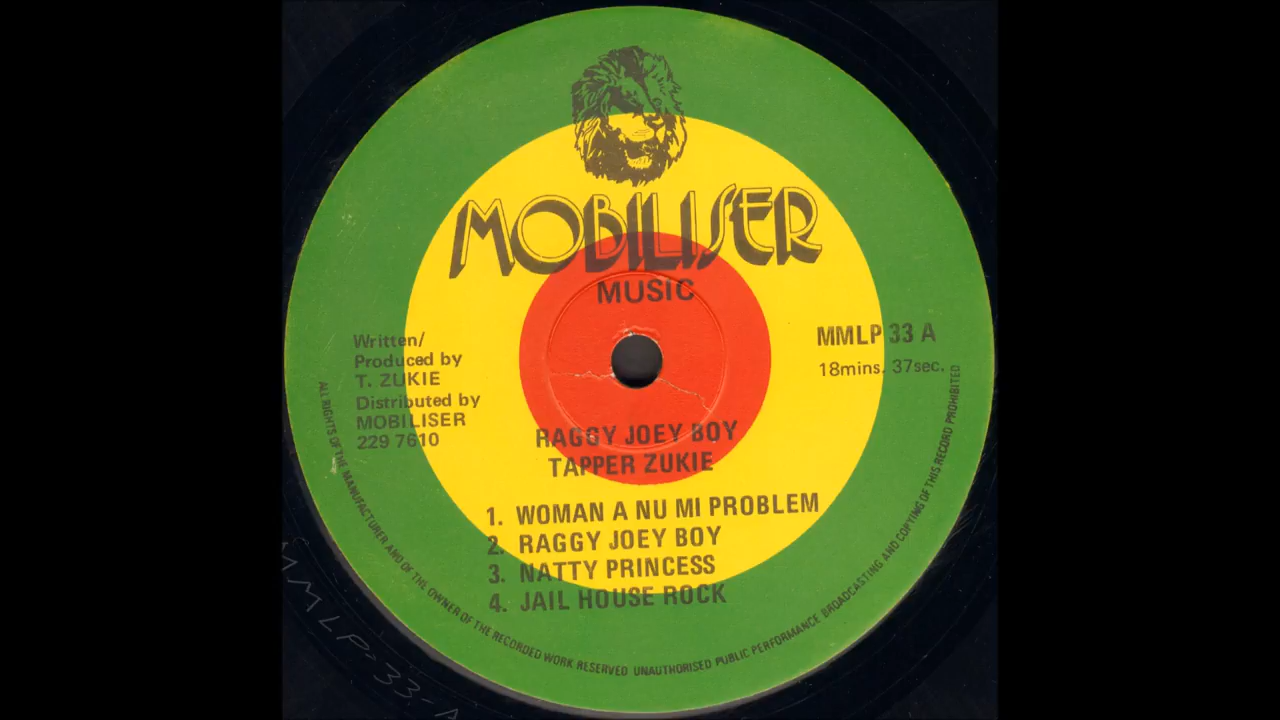 MOBILISER
MUSIC
Written/
Produced by
T. ZUKIE
Distributed by
MOBILISER
229 7610
MMLP 33 A
18mins. 37sec.
RAGGY JOEY BOY
TAPPER ZUKIE
1. WOMAN A NU MI PROBLEM
2. RAGGY JOEY BOY
3. NATTY PRINCESS
4. JAIL HOUSE ROCK
ALL RIGHTS OF THE MANUFACTURER AND OF THE OWNER OF THE RECORDED WORK RESERVED UNAUTHORISED PUBLIC PERFORMANCE BROADCASTING AND COPYING OF THIS RECORD PROHIBITED
MMLP-33-A